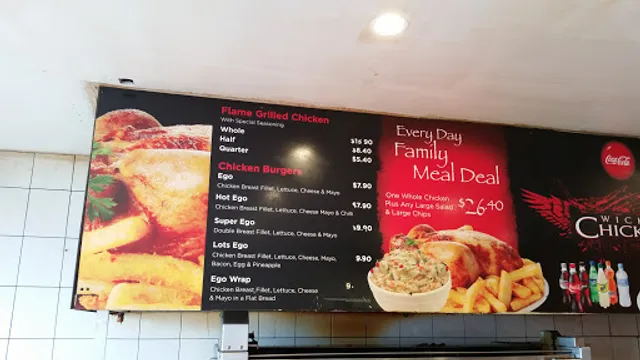 Flame Grilled Chicken
With Special Seasoning
Whole $16.90
Half $8.40
Quarter $5.40
Chicken Burgers
Ego $7.90
Chicken Breast Fillet, Lettuce, Cheese & Mayo
Hot Ego $7.90
Chicken Breast Fillet, Lettuce, Cheese Mayo & Chilli
Super Ego
Double Breast Fillet, Lettuce, Cheese & Mayo
Lots Ego
Chicken Breast Fillet, Lettuce, Cheese, Mayo, 9.90
Bacon, Egg & Pineapple
Ego Wrap
Chicken Breast Fillet, Lettuce, Cheese 9.
& Mayo in a Flat Bread
Every Day
Family
Meal Deal
One Whole Chicken
Plus Any Large Salad $26.40
& Large Chips
Coca-Cola
WIC
CHICK